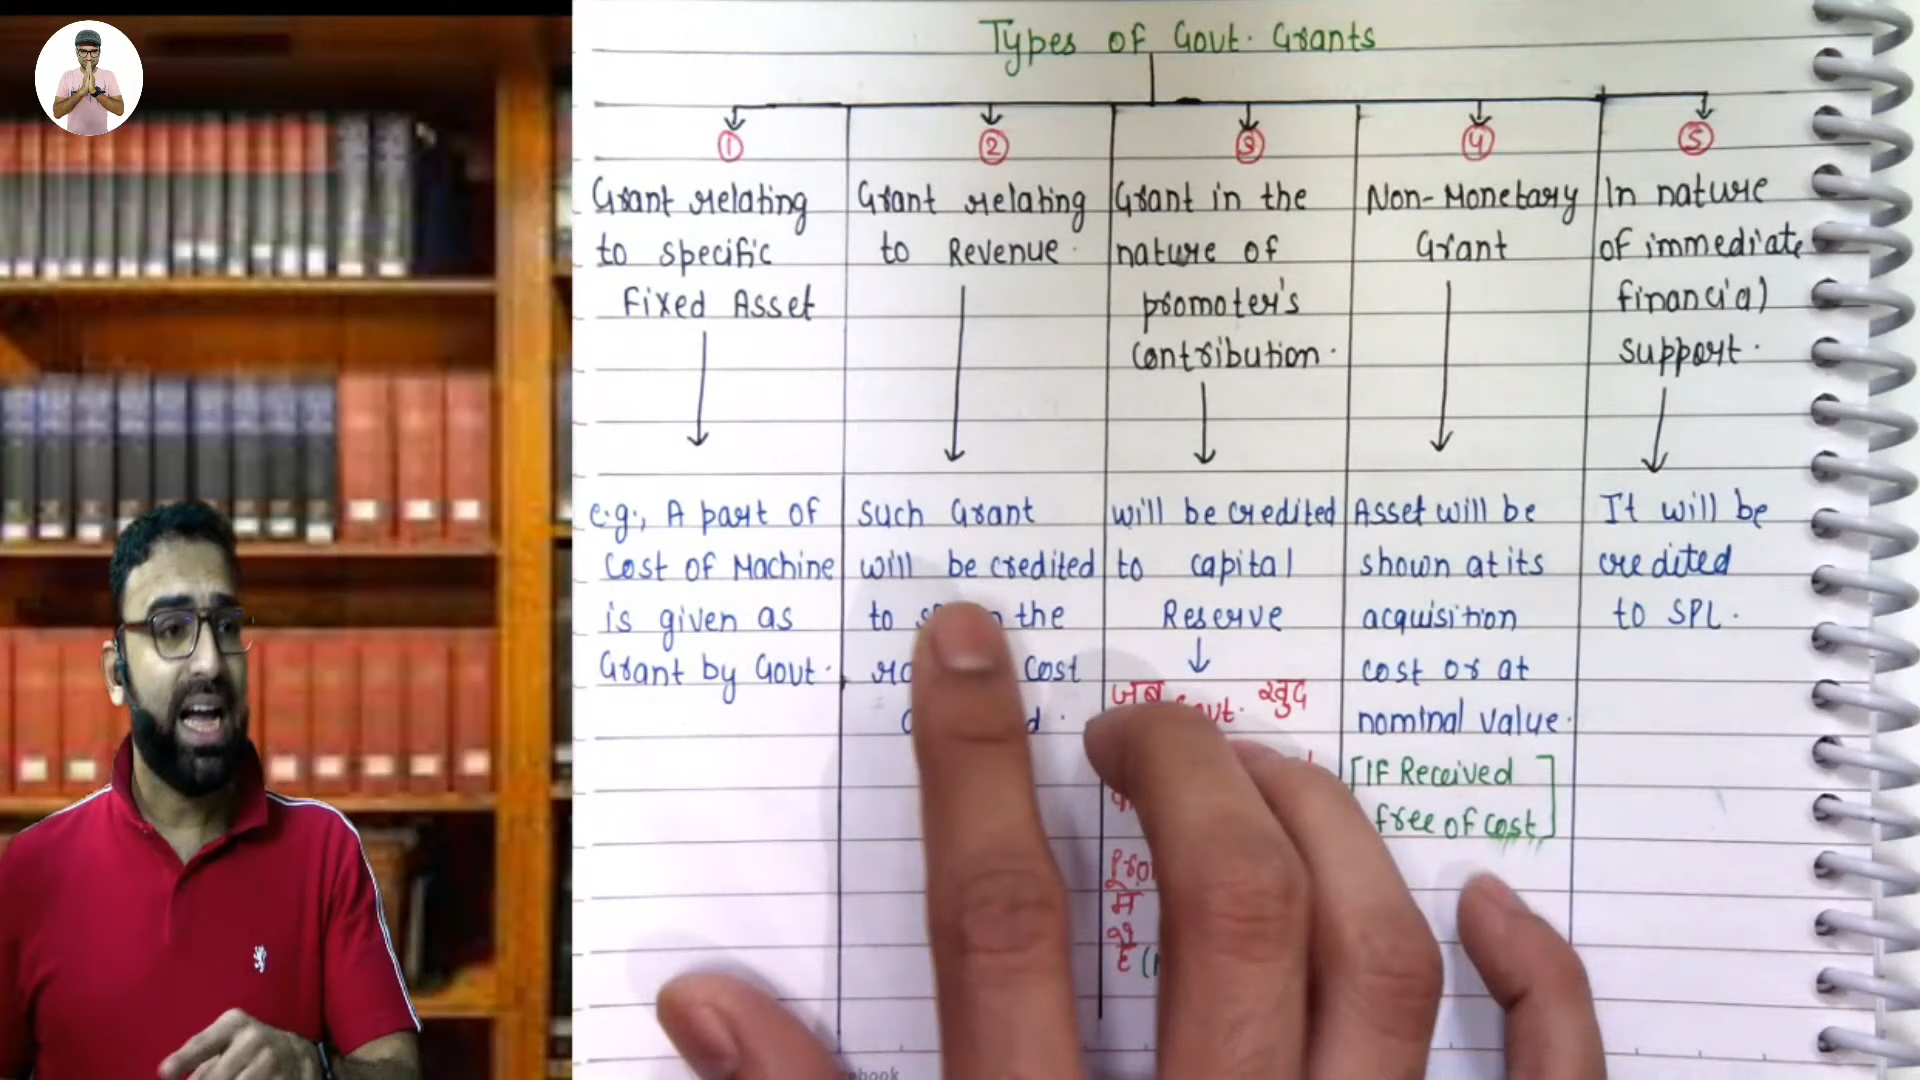 Types of Govt. Grants
①
Grant relating
to specific
Fixed Asset
e.g., A part of
Cost of Machine
is given as
Grant by Govt.
②
Grant relating
to Revenue.
such Grant
will be credited
to the
Cost
③
Grant in the
nature of
promoter's
Contribution.
will be credited
to capital
Reserve
जब खुद
में
है
④
Non-Monetary
Grant
Asset will be
shown at its
acquisition
cost or at
nominal value.
[IF Received
free of cost]
⑤
In nature
of immediate
financial
support.
It will be
credited
to SPL.